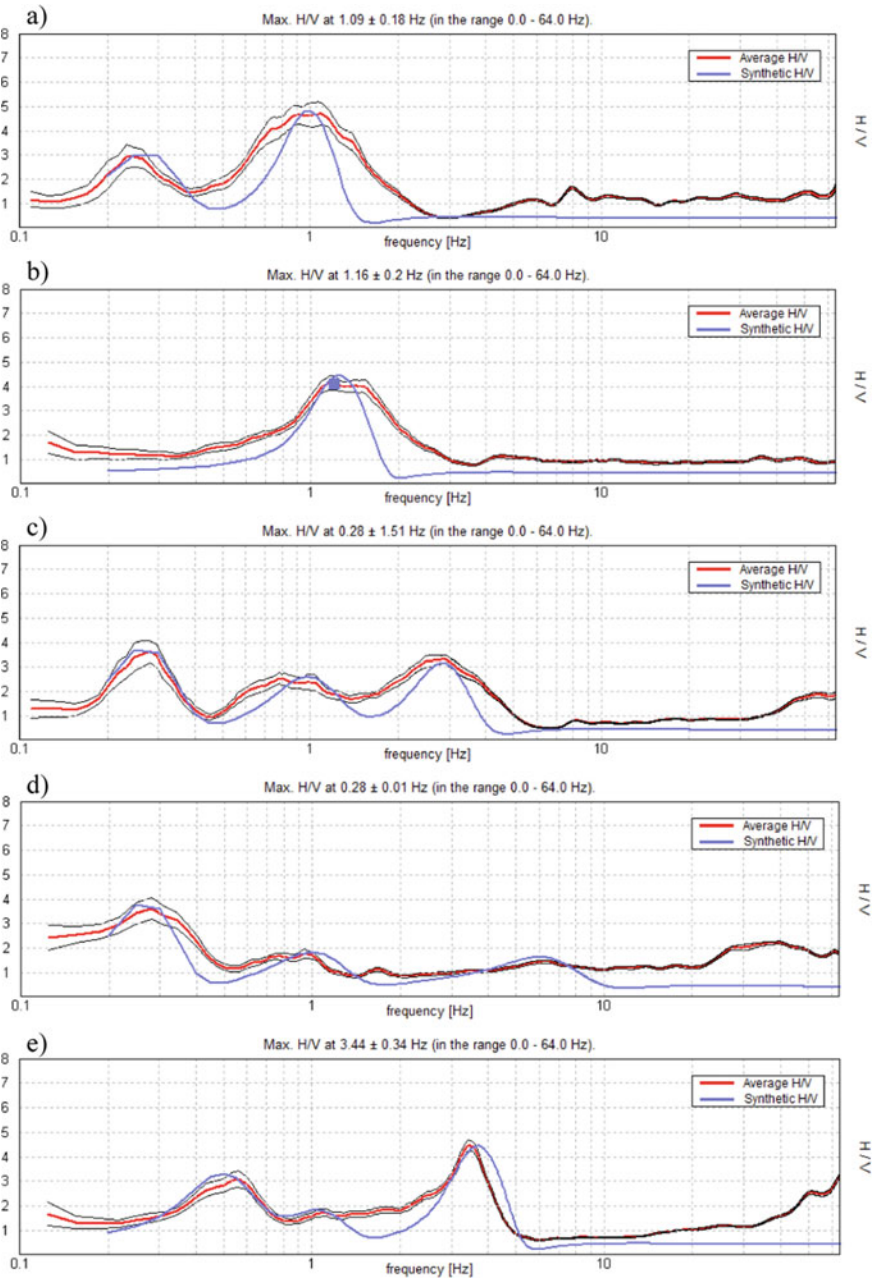 a)
Max. H/V at 1.09 ± 0.18 Hz (in the range 0.0 - 64.0 Hz).
8
7
6
5
4
3
2
1
Average H/V
Synthetic H/V
H / V
0.1
1
10
frequency [Hz]
b)
Max. H/V at 1.16 ± 0.2 Hz (in the range 0.0 - 64.0 Hz).
8
7
6
5
4
3
2
1
Average H/V
Synthetic H/V
H / V
0.1
1
10
frequency [Hz]
c)
Max. H/V at 0.28 ± 1.51 Hz (in the range 0.0 - 64.0 Hz).
8
7
6
5
4
3
2
1
Average H/V
Synthetic H/V
H / V
0.1
1
10
frequency [Hz]
d)
Max. H/V at 0.28 ± 0.01 Hz (in the range 0.0 - 64.0 Hz).
8
7
6
5
4
3
2
1
Average H/V
Synthetic H/V
H / V
0.1
1
10
frequency [Hz]
e)
Max. H/V at 3.44 ± 0.34 Hz (in the range 0.0 - 64.0 Hz).
8
7
6
5
4
3
2
1
Average H/V
Synthetic H/V
H / V
0.1
1
10
frequency [Hz]